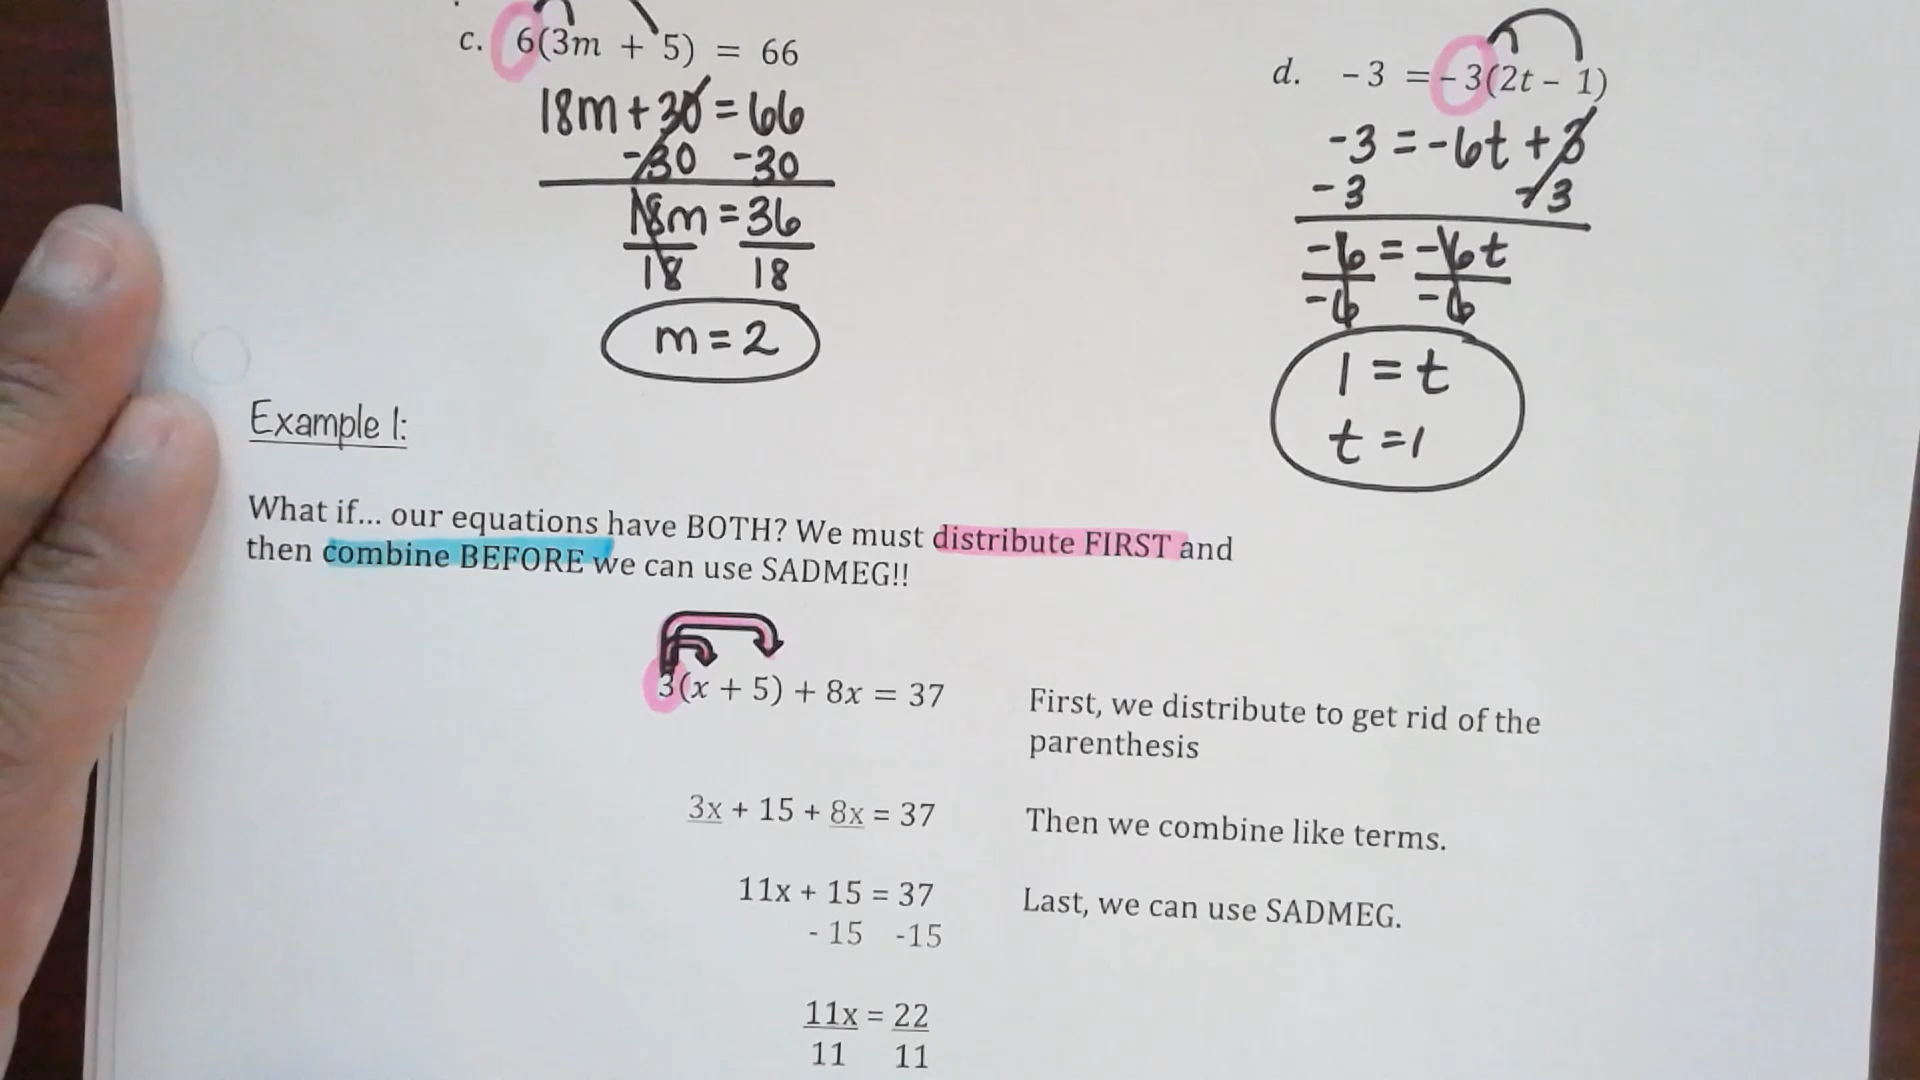 c. 6(3m + 5) = 66
18m + 30 = 66
-30 -30
18m = 36
18 18
m = 2
d. -3 = -3(2t - 1)
-3 = -6t + 3
-3 -3
-6 = -6t
-6 -6
1 = t
t = 1
Example 1:
What if... our equations have BOTH? We must distribute FIRST and
then combine BEFORE we can use SADMEG!!
3(x + 5) + 8x = 37
First, we distribute to get rid of the
parenthesis
3x + 15 + 8x = 37
Then we combine like terms.
11x + 15 = 37
Last, we can use SADMEG.
- 15 -15
11x = 22
11 11